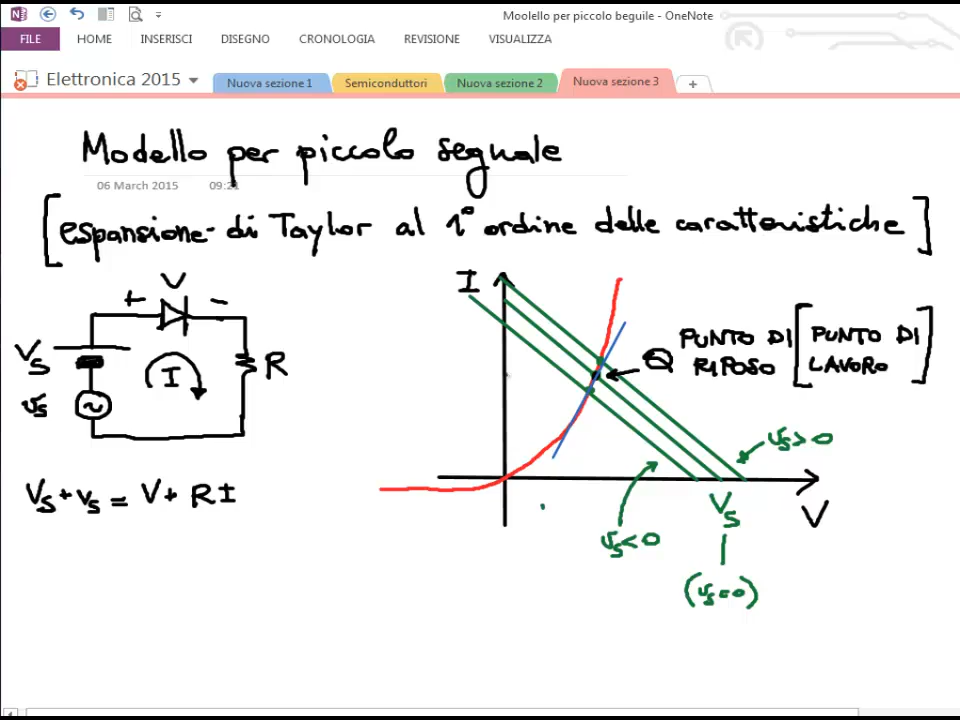 Moolello per piccolo beguile - OneNote
FILE HOME INSERISCI DISEGNO CRONOLOGIA REVISIONE VISUALIZZA
Elettronica 2015 Nuova sezione 1 Semiconduttori Nuova sezione 2 Nuova sezione 3 +
Modello per piccolo segnale
06 March 2015 09:21
[espansione di Taylor al 1° ordine delle caratteristiche]
V
+ -
I
VS
vs
I
R
Q PUNTO DI [PUNTO DI
RIPOSO LAVORO]
vs>0
VS + vs = V + RI
VS
V
vs<0
(vs=0)